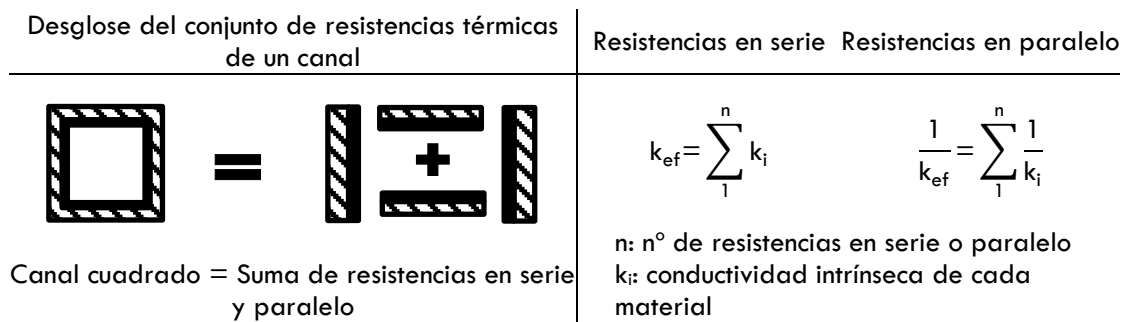 Desglose del conjunto de resistencias térmicas
de un canal
Resistencias en serie Resistencias en paralelo
Canal cuadrado = Suma de resistencias en serie
y paralelo
n
k_ef = ∑ k_i
1
n
1/k_ef = ∑ 1/k_i
1
n: n° de resistencias en serie o paralelo
k_i: conductividad intrínseca de cada
material